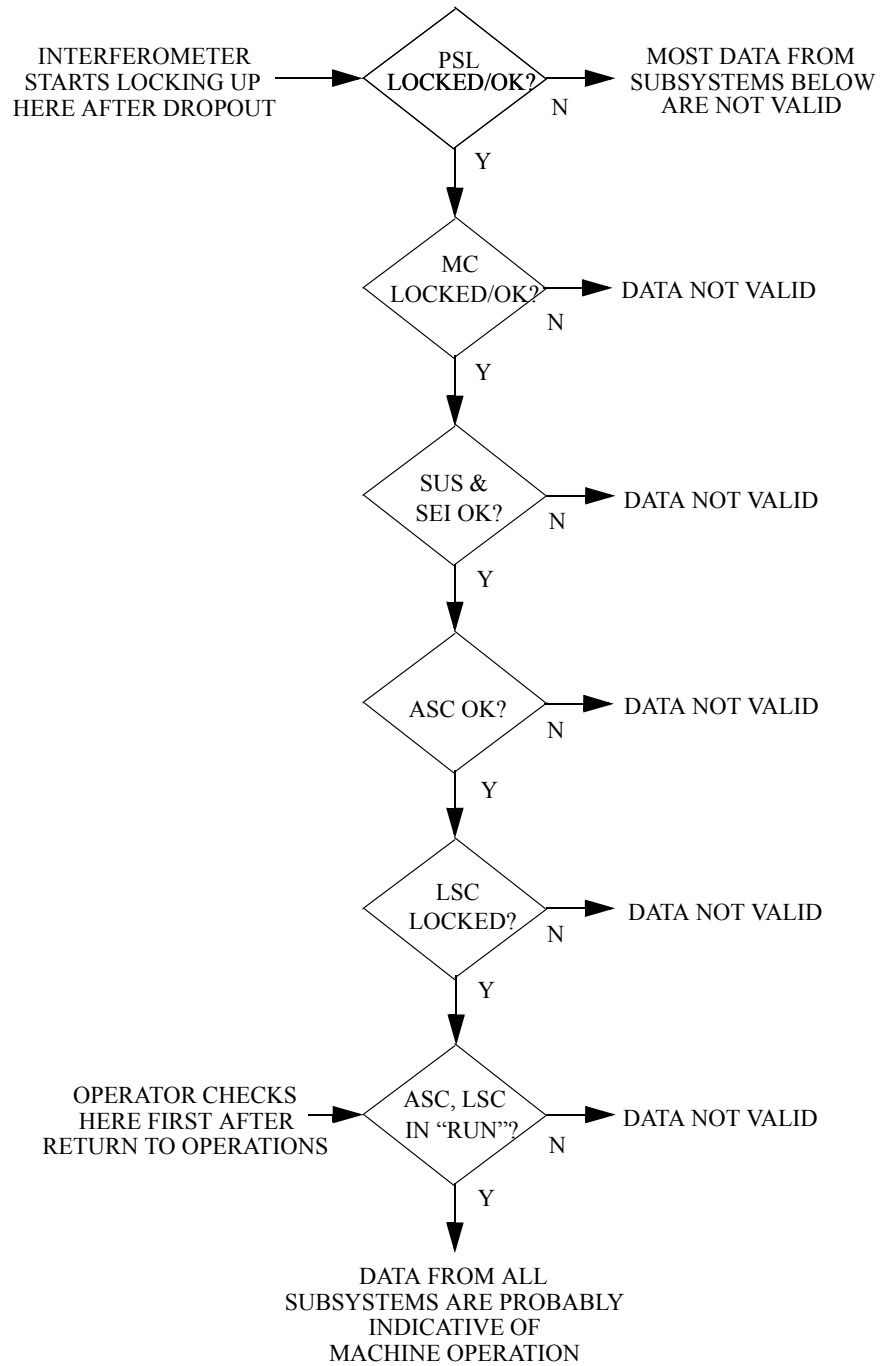 INTERFEROMETER
STARTS LOCKING UP
HERE AFTER DROPOUT
PSL
LOCKED/OK?
N
MOST DATA FROM
SUBSYSTEMS BELOW
ARE NOT VALID
Y
MC
LOCKED/OK?
N
DATA NOT VALID
Y
SUS &
SEI OK?
N
DATA NOT VALID
Y
ASC OK?
N
DATA NOT VALID
Y
LSC
LOCKED?
N
DATA NOT VALID
Y
OPERATOR CHECKS
HERE FIRST AFTER
RETURN TO OPERATIONS
ASC, LSC
IN “RUN”?
N
DATA NOT VALID
Y
DATA FROM ALL
SUBSYSTEMS ARE PROBABLY
INDICATIVE OF
MACHINE OPERATION